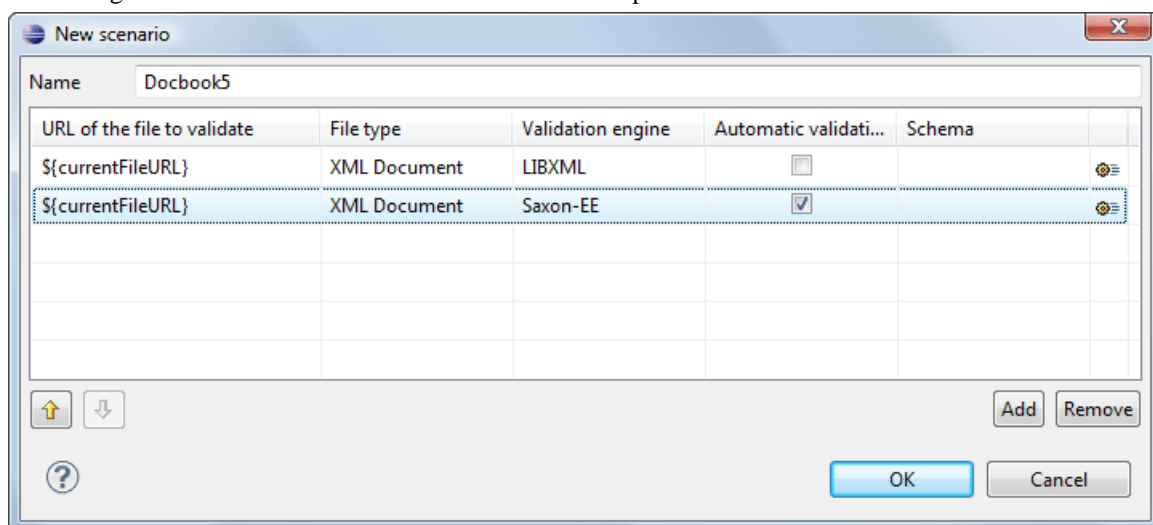 New scenario
Name Docbook5
URL of the file to validate File type Validation engine Automatic validati... Schema
${currentFileURL} XML Document LIBXML
${currentFileURL} XML Document Saxon-EE
Add Remove
OK Cancel